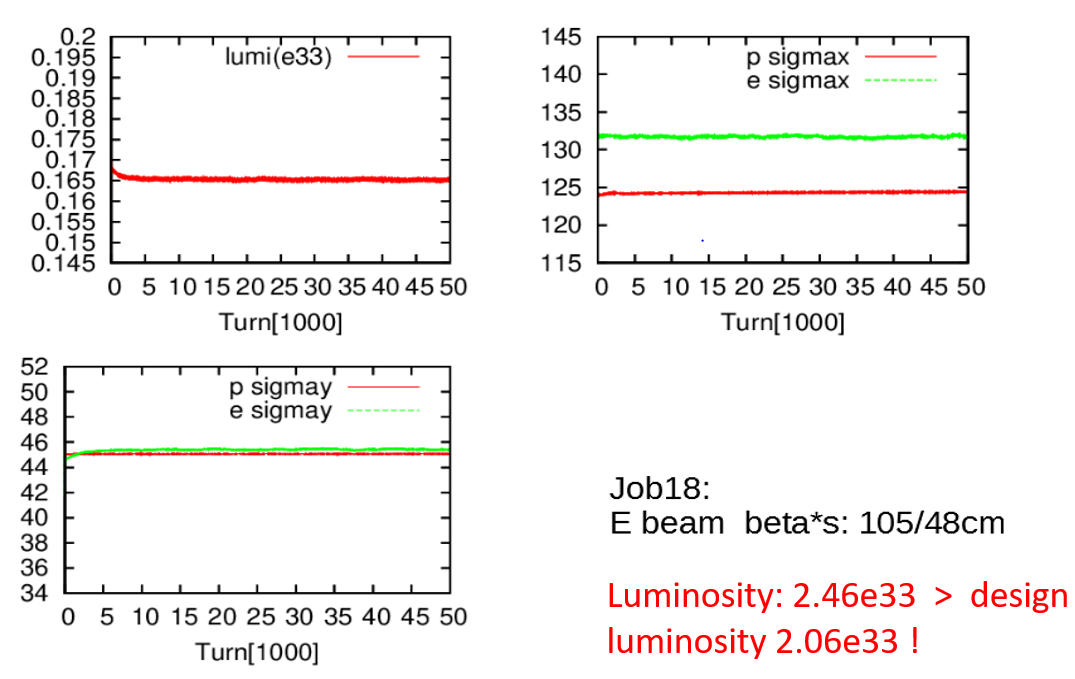 0.2
0.195
0.19
0.185
0.18
0.175
0.17
0.165
0.16
0.155
0.15
0.145
lumi(e33)
0 5 10 15 20 25 30 35 40 45 50
Turn[1000]
145
140
135
130
125
120
115
p sigmax
e sigmax
0 5 10 15 20 25 30 35 40 45 50
Turn[1000]
52
50
48
46
44
42
40
38
36
34
p sigmay
e sigmay
0 5 10 15 20 25 30 35 40 45 50
Turn[1000]
Job18:
E beam beta*s: 105/48cm
Luminosity: 2.46e33 > design
luminosity 2.06e33 !